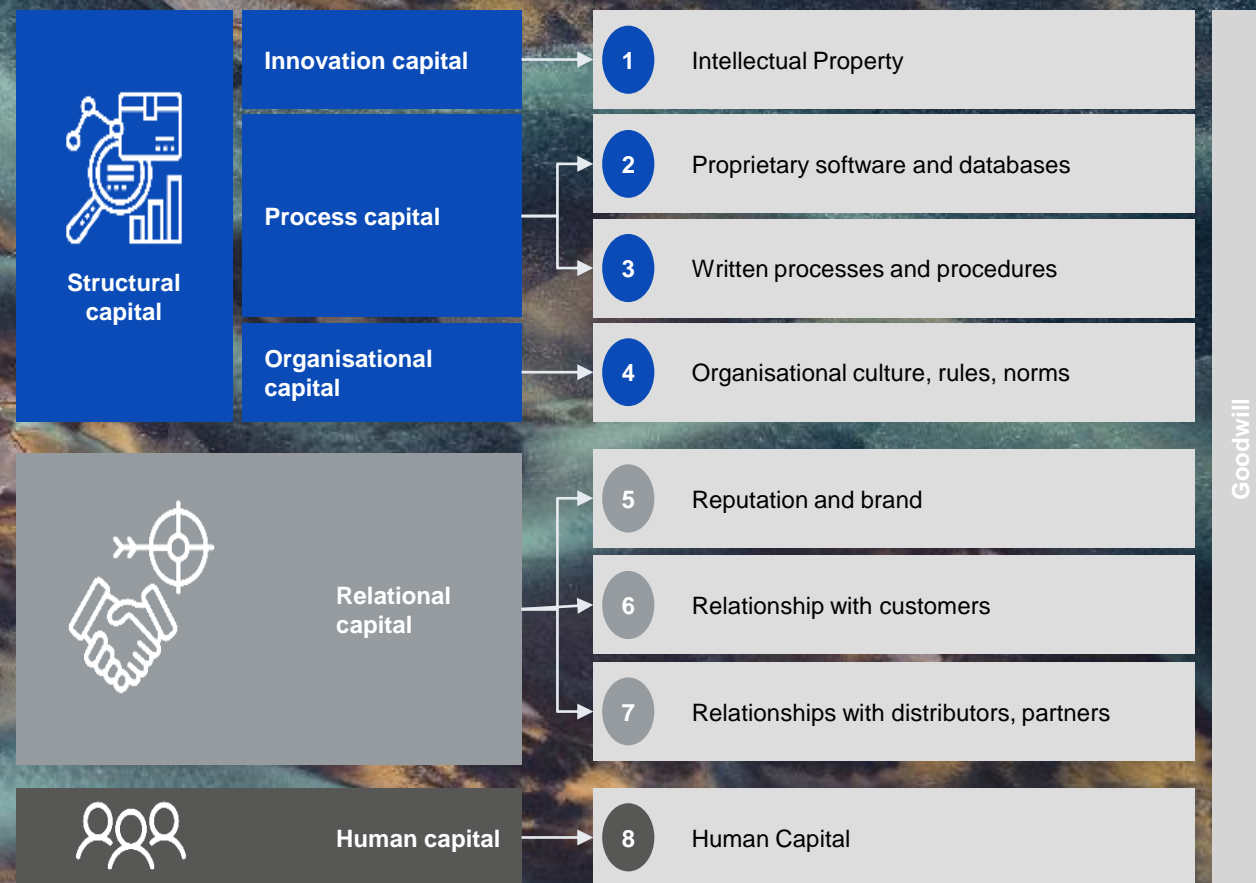 Structural
capital
Innovation capital
1
Intellectual Property
Process capital
2
Proprietary software and databases
3
Written processes and procedures
Organisational
capital
4
Organisational culture, rules, norms
Relational
capital
5
Reputation and brand
6
Relationship with customers
7
Relationships with distributors, partners
Human capital
8
Human Capital
Goodwill